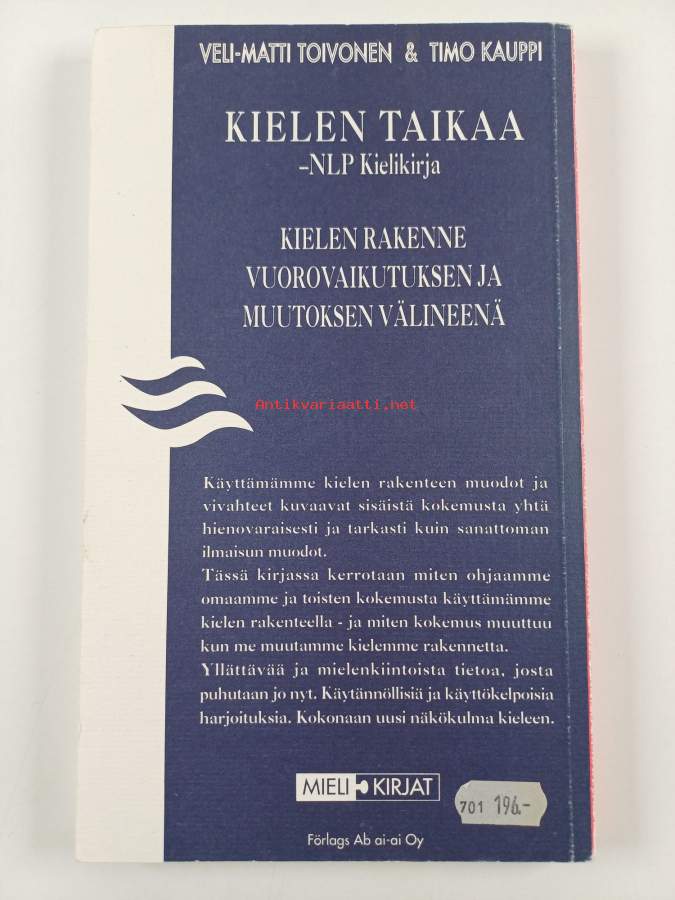 VELI-MATTI TOIVONEN & TIMO KAUPPI
KIELEN TAIKAA
–NLP Kielikirja
KIELEN RAKENNE
VUOROVAIKUTUKSEN JA
MUUTOKSEN VÄLINEENÄ
Antikvariaatti.net
Käyttämämme kielen rakenteen muodot ja
vivahteet kuvaavat sisäistä kokemusta yhtä
hienovaraisesti ja tarkasti kuin sanattoman
ilmaisun muodot.
Tässä kirjassa kerrotaan miten ohjaamme
omaamme ja toisten kokemusta käyttämämme
kielen rakenteella - ja miten kokemus muuttuu
kun me muutamme kielemme rakennetta.
Yllättävää ja mielenkiintoista tietoa, josta
puhutaan jo nyt. Käytännöllisiä ja käyttökelpoisia
harjoituksia. Kokonaan uusi näkökulma kieleen.
MIELI KIRJAT
701 196.-
Förlags Ab ai-ai Oy